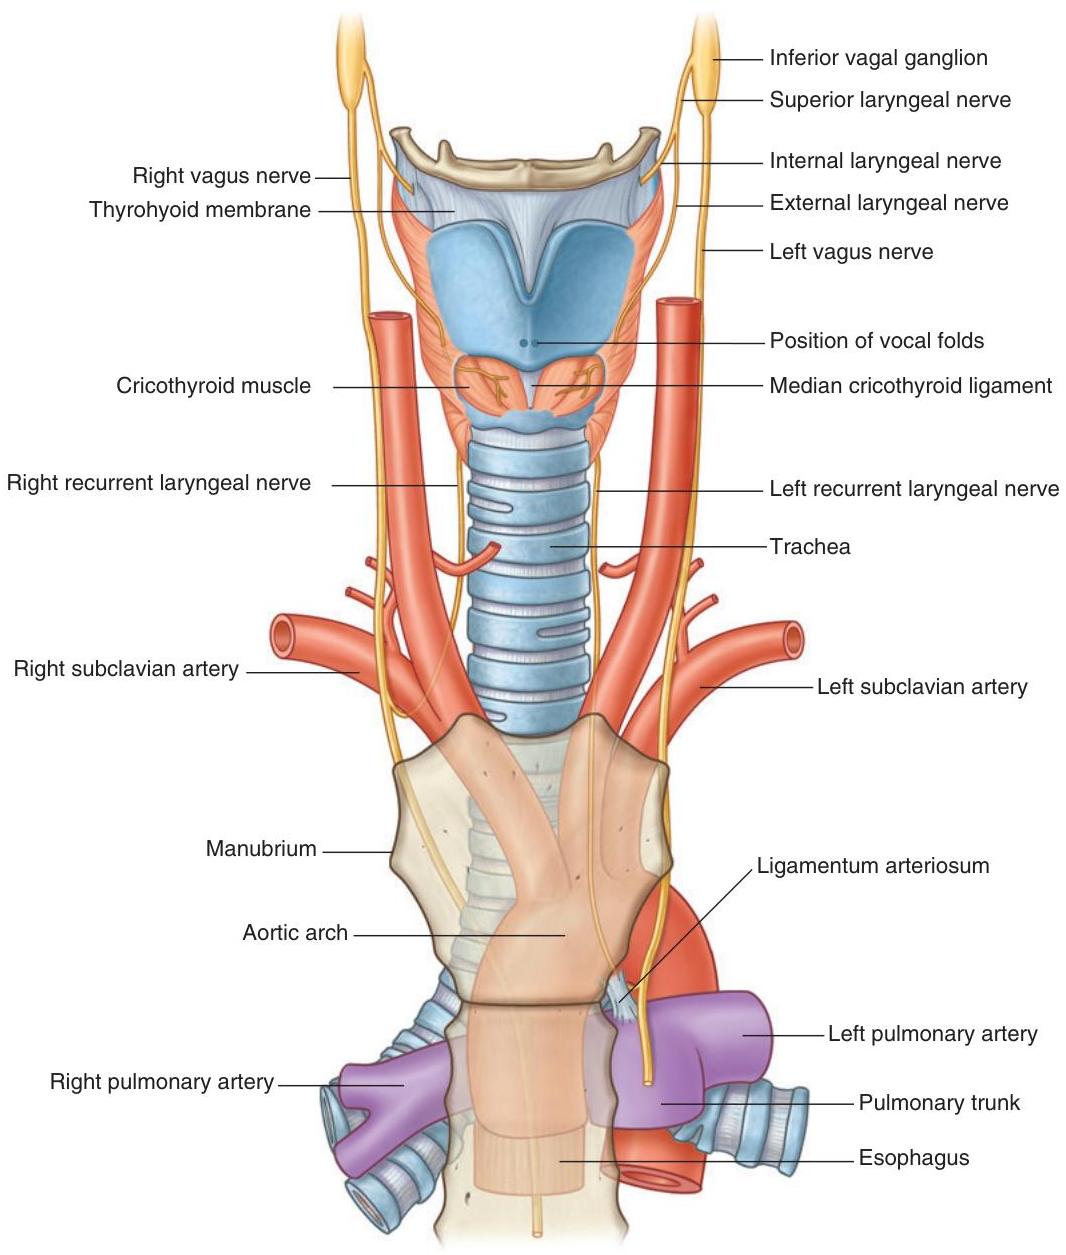 Inferior vagal ganglion
Superior laryngeal nerve
Internal laryngeal nerve
Right vagus nerve
External laryngeal nerve
Thyrohyoid membrane
Left vagus nerve
Position of vocal folds
Cricothyroid muscle
Median cricothyroid ligament
Right recurrent laryngeal nerve
Left recurrent laryngeal nerve
Trachea
Right subclavian artery
Left subclavian artery
Manubrium
Ligamentum arteriosum
Aortic arch
Left pulmonary artery
Right pulmonary artery
Pulmonary trunk
Esophagus